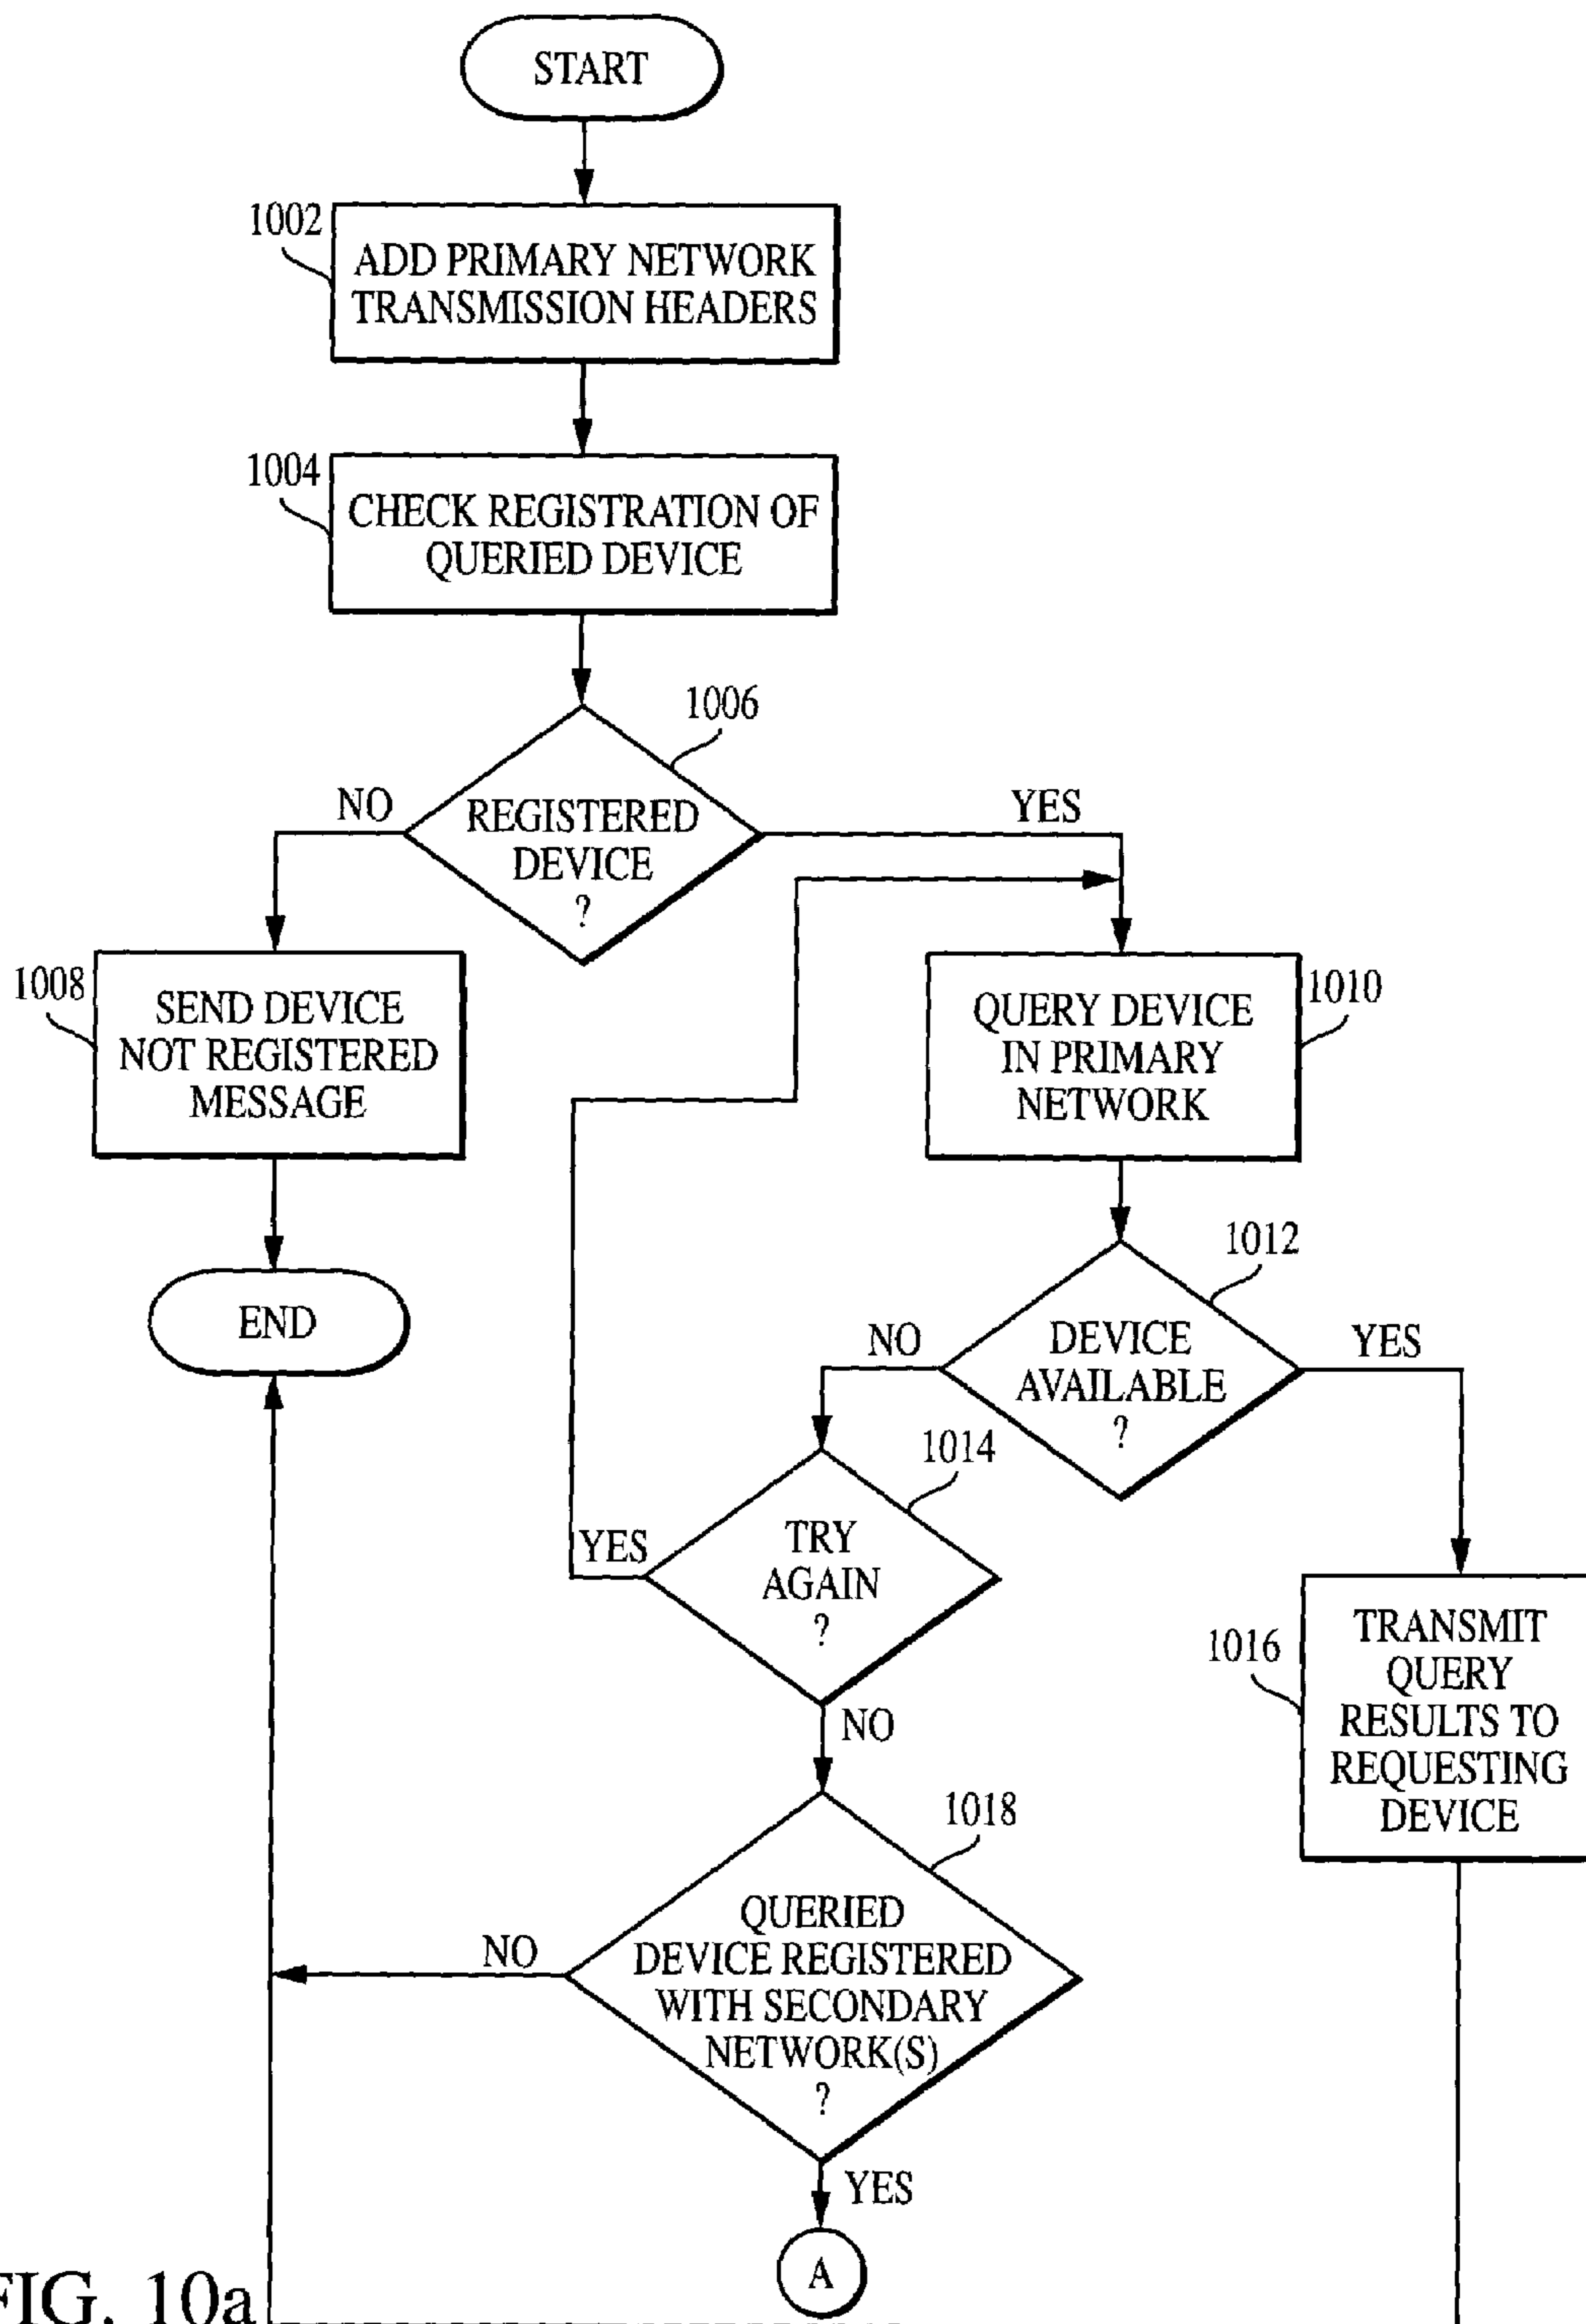 START
1002
ADD PRIMARY NETWORK
TRANSMISSION HEADERS
1004
CHECK REGISTRATION OF
QUERIED DEVICE
1006
NO
REGISTERED
DEVICE
?
YES
1008
SEND DEVICE
NOT REGISTERED
MESSAGE
QUERY DEVICE
IN PRIMARY
NETWORK
1010
END
1012
NO
DEVICE
AVAILABLE
?
YES
1014
YES
TRY
AGAIN
?
NO
1016
TRANSMIT
QUERY
RESULTS TO
REQUESTING
DEVICE
1018
NO
QUERIED
DEVICE REGISTERED
WITH SECONDARY
NETWORK(S)
?
YES
A
FIG. 10a